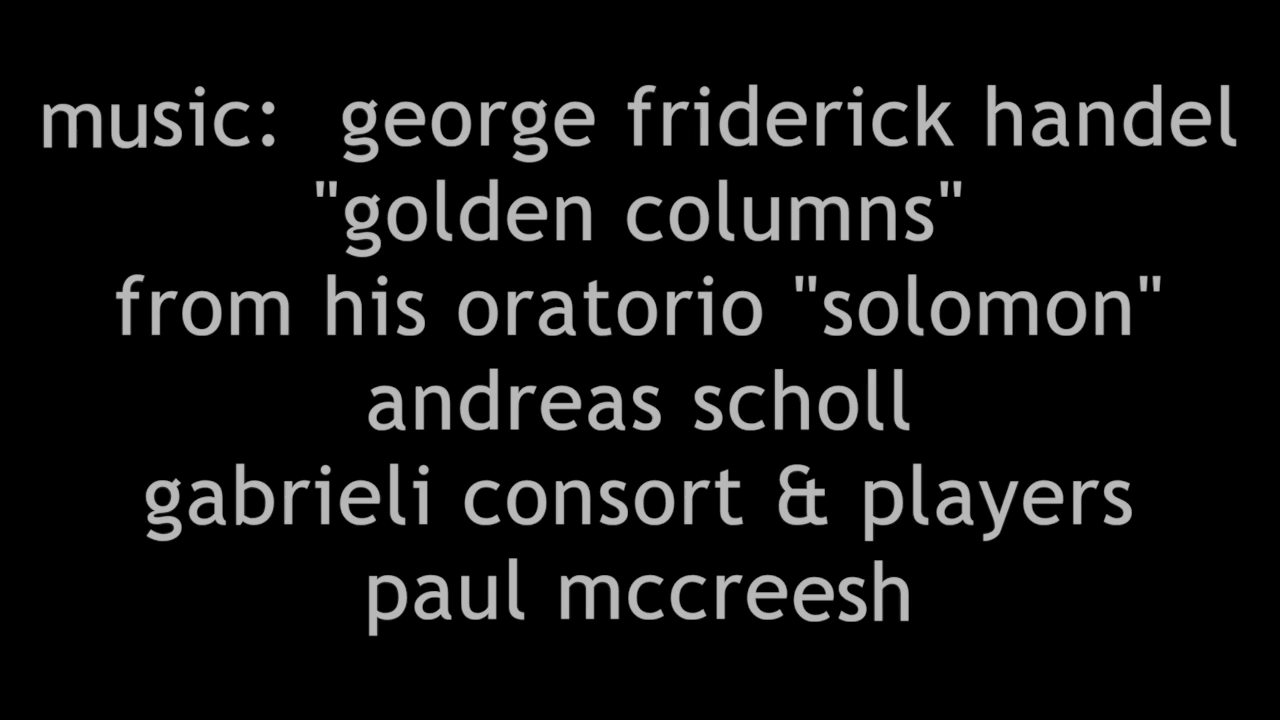 music: george friderick handel
"golden columns"
from his oratorio "solomon"
andreas scholl
gabrieli consort & players
paul mccreesh